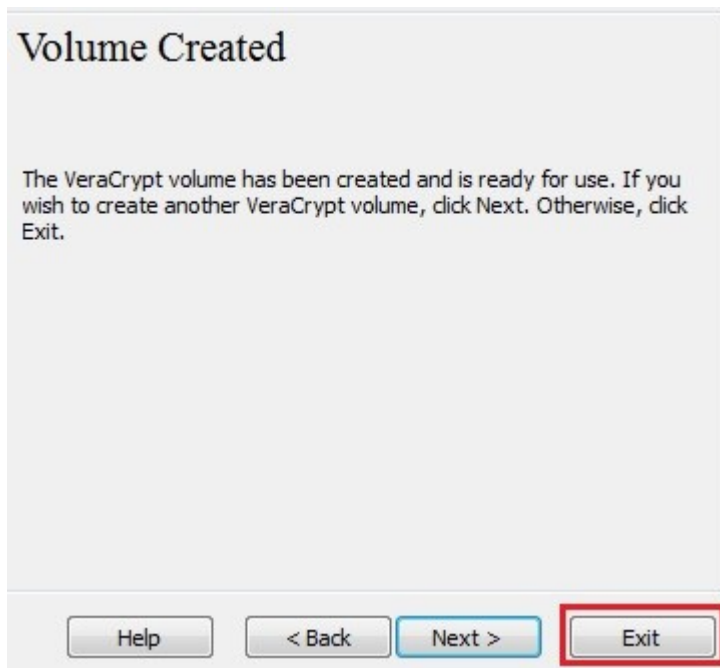 Volume Created
The VeraCrypt volume has been created and is ready for use. If you
wish to create another VeraCrypt volume, click Next. Otherwise, click
Exit.
Help
< Back
Next >
Exit